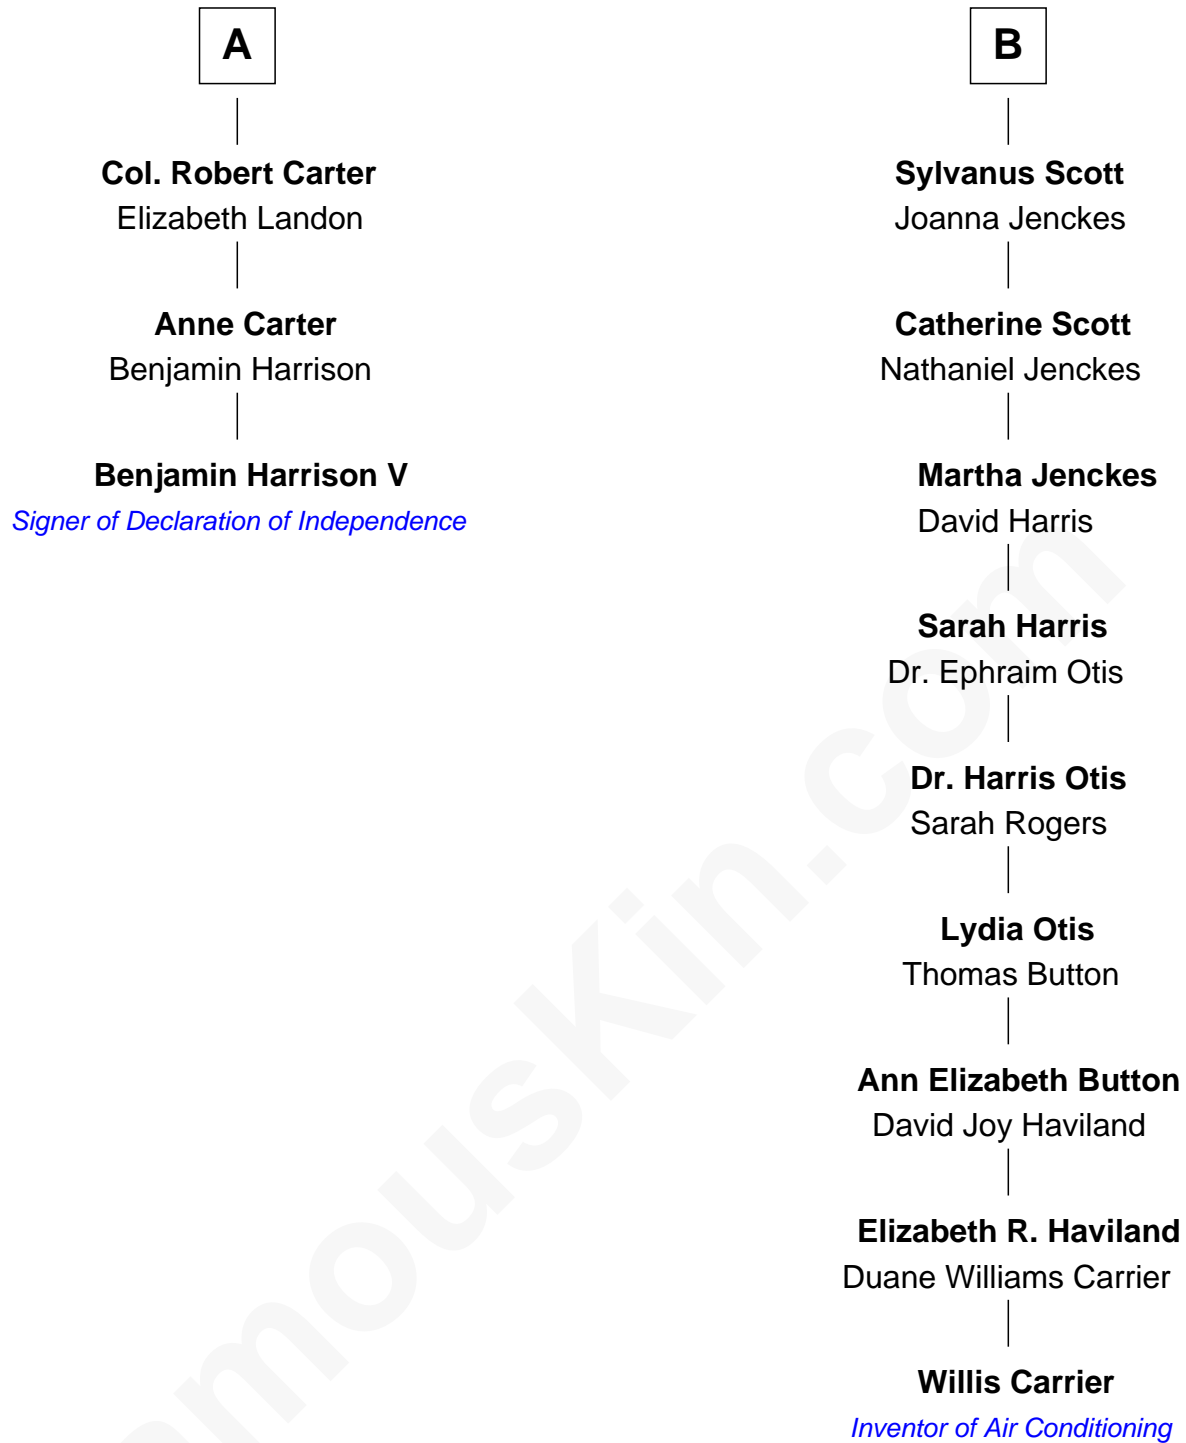 A
Col. Robert Carter
Elizabeth Landon
Anne Carter
Benjamin Harrison
Benjamin Harrison V
Signer of Declaration of Independence
B
Sylvanus Scott
Joanna Jenckes
Catherine Scott
Nathaniel Jenckes
Martha Jenckes
David Harris
Sarah Harris
Dr. Ephraim Otis
Dr. Harris Otis
Sarah Rogers
Lydia Otis
Thomas Button
Ann Elizabeth Button
David Joy Haviland
Elizabeth R. Haviland
Duane Williams Carrier
Willis Carrier
Inventor of Air Conditioning
amouskin.com